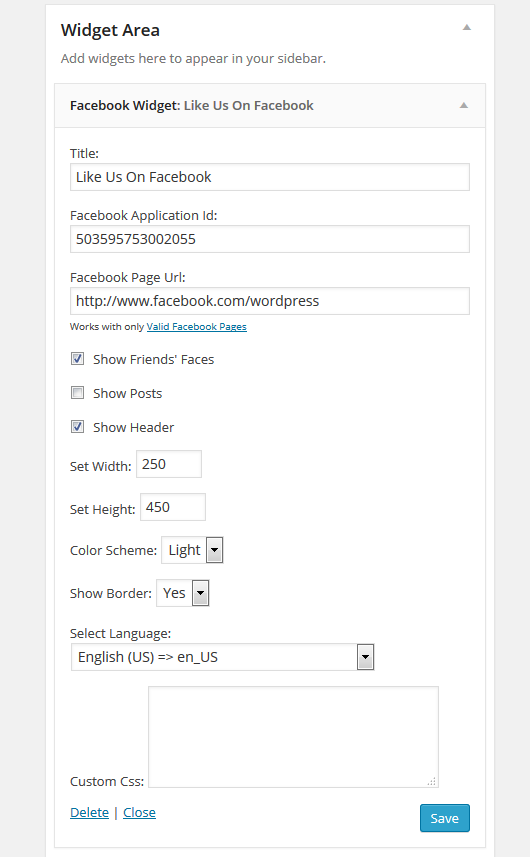 Widget Area
Add widgets here to appear in your sidebar.
Facebook Widget: Like Us On Facebook
Title:
Like Us On Facebook
Facebook Application Id:
503595753002055
Facebook Page Url:
http://www.facebook.com/wordpress
Works with only Valid Facebook Pages
Show Friends' Faces
Show Posts
Show Header
Set Width: 250
Set Height: 450
Color Scheme: Light
Show Border: Yes
Select Language:
English (US) => en_US
Custom Css:
Delete | Close
Save